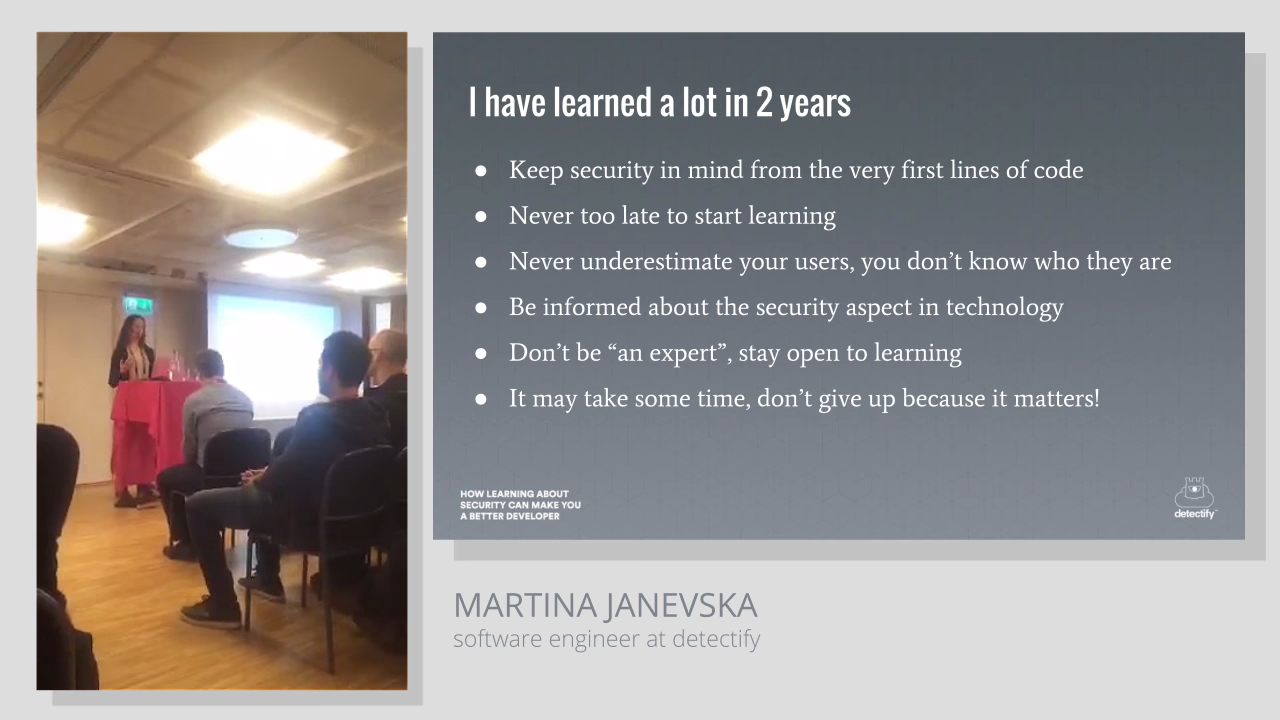 I have learned a lot in 2 years
● Keep security in mind from the very first lines of code
● Never too late to start learning
● Never underestimate your users, you don’t know who they are
● Be informed about the security aspect in technology
● Don’t be “an expert”, stay open to learning
● It may take some time, don’t give up because it matters!
HOW LEARNING ABOUT
SECURITY CAN MAKE YOU
A BETTER DEVELOPER
detectify™
MARTINA JANEVSKA
software engineer at detectify